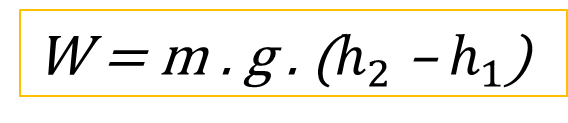 W = m . g . (h₂ – h₁)